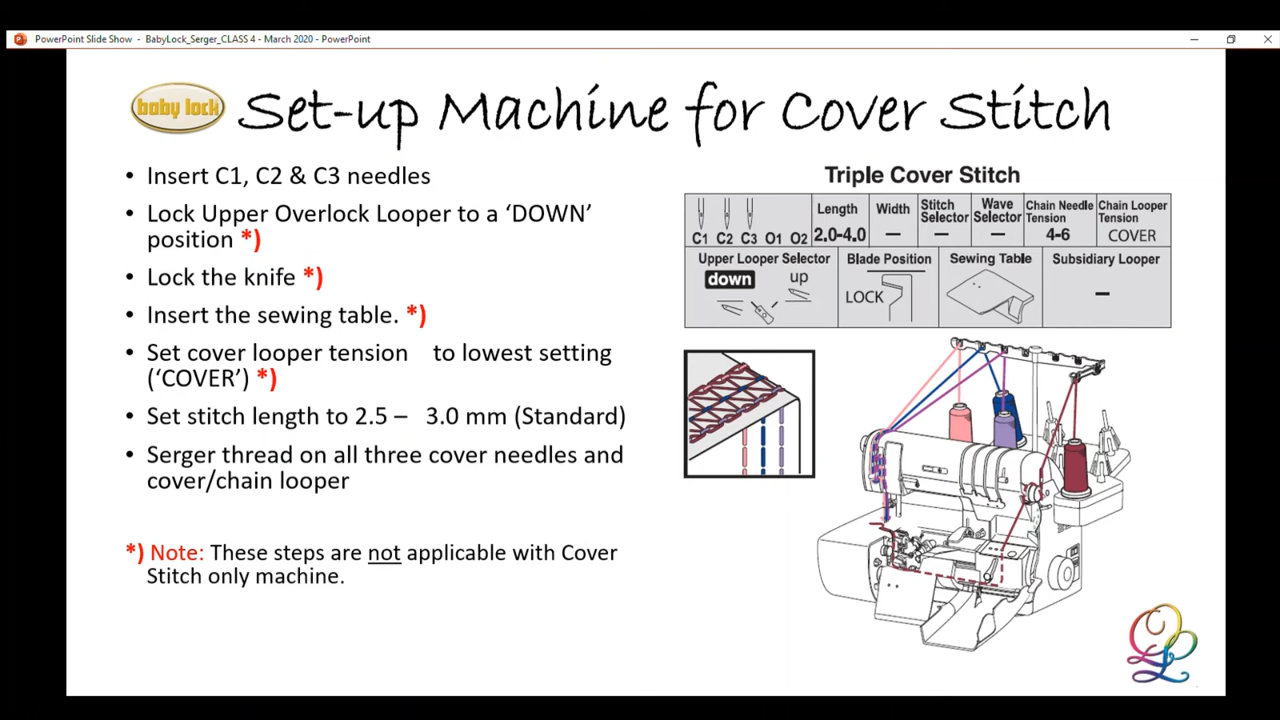 PowerPoint Slide Show - BabyLock_Serger_CLASS 4 - March 2020 - PowerPoint
baby lock
Set-up Machine for Cover Stitch
• Insert C1, C2 & C3 needles
• Lock Upper Overlock Looper to a ‘DOWN’
position *)
• Lock the knife *)
• Insert the sewing table. *)
• Set cover looper tension to lowest setting
(‘COVER’) *)
• Set stitch length to 2.5 – 3.0 mm (Standard)
• Serger thread on all three cover needles and
cover/chain looper
*) Note: These steps are not applicable with Cover
Stitch only machine.
Triple Cover Stitch
C1 C2 C3 O1 O2
Length
2.0-4.0
Width
–
Stitch
Selector
–
Wave
Selector
–
Chain Needle
Tension
4-6
Chain Looper
Tension
COVER
Upper Looper Selector
down up
Blade Position
LOCK
Sewing Table
Subsidiary Looper
–